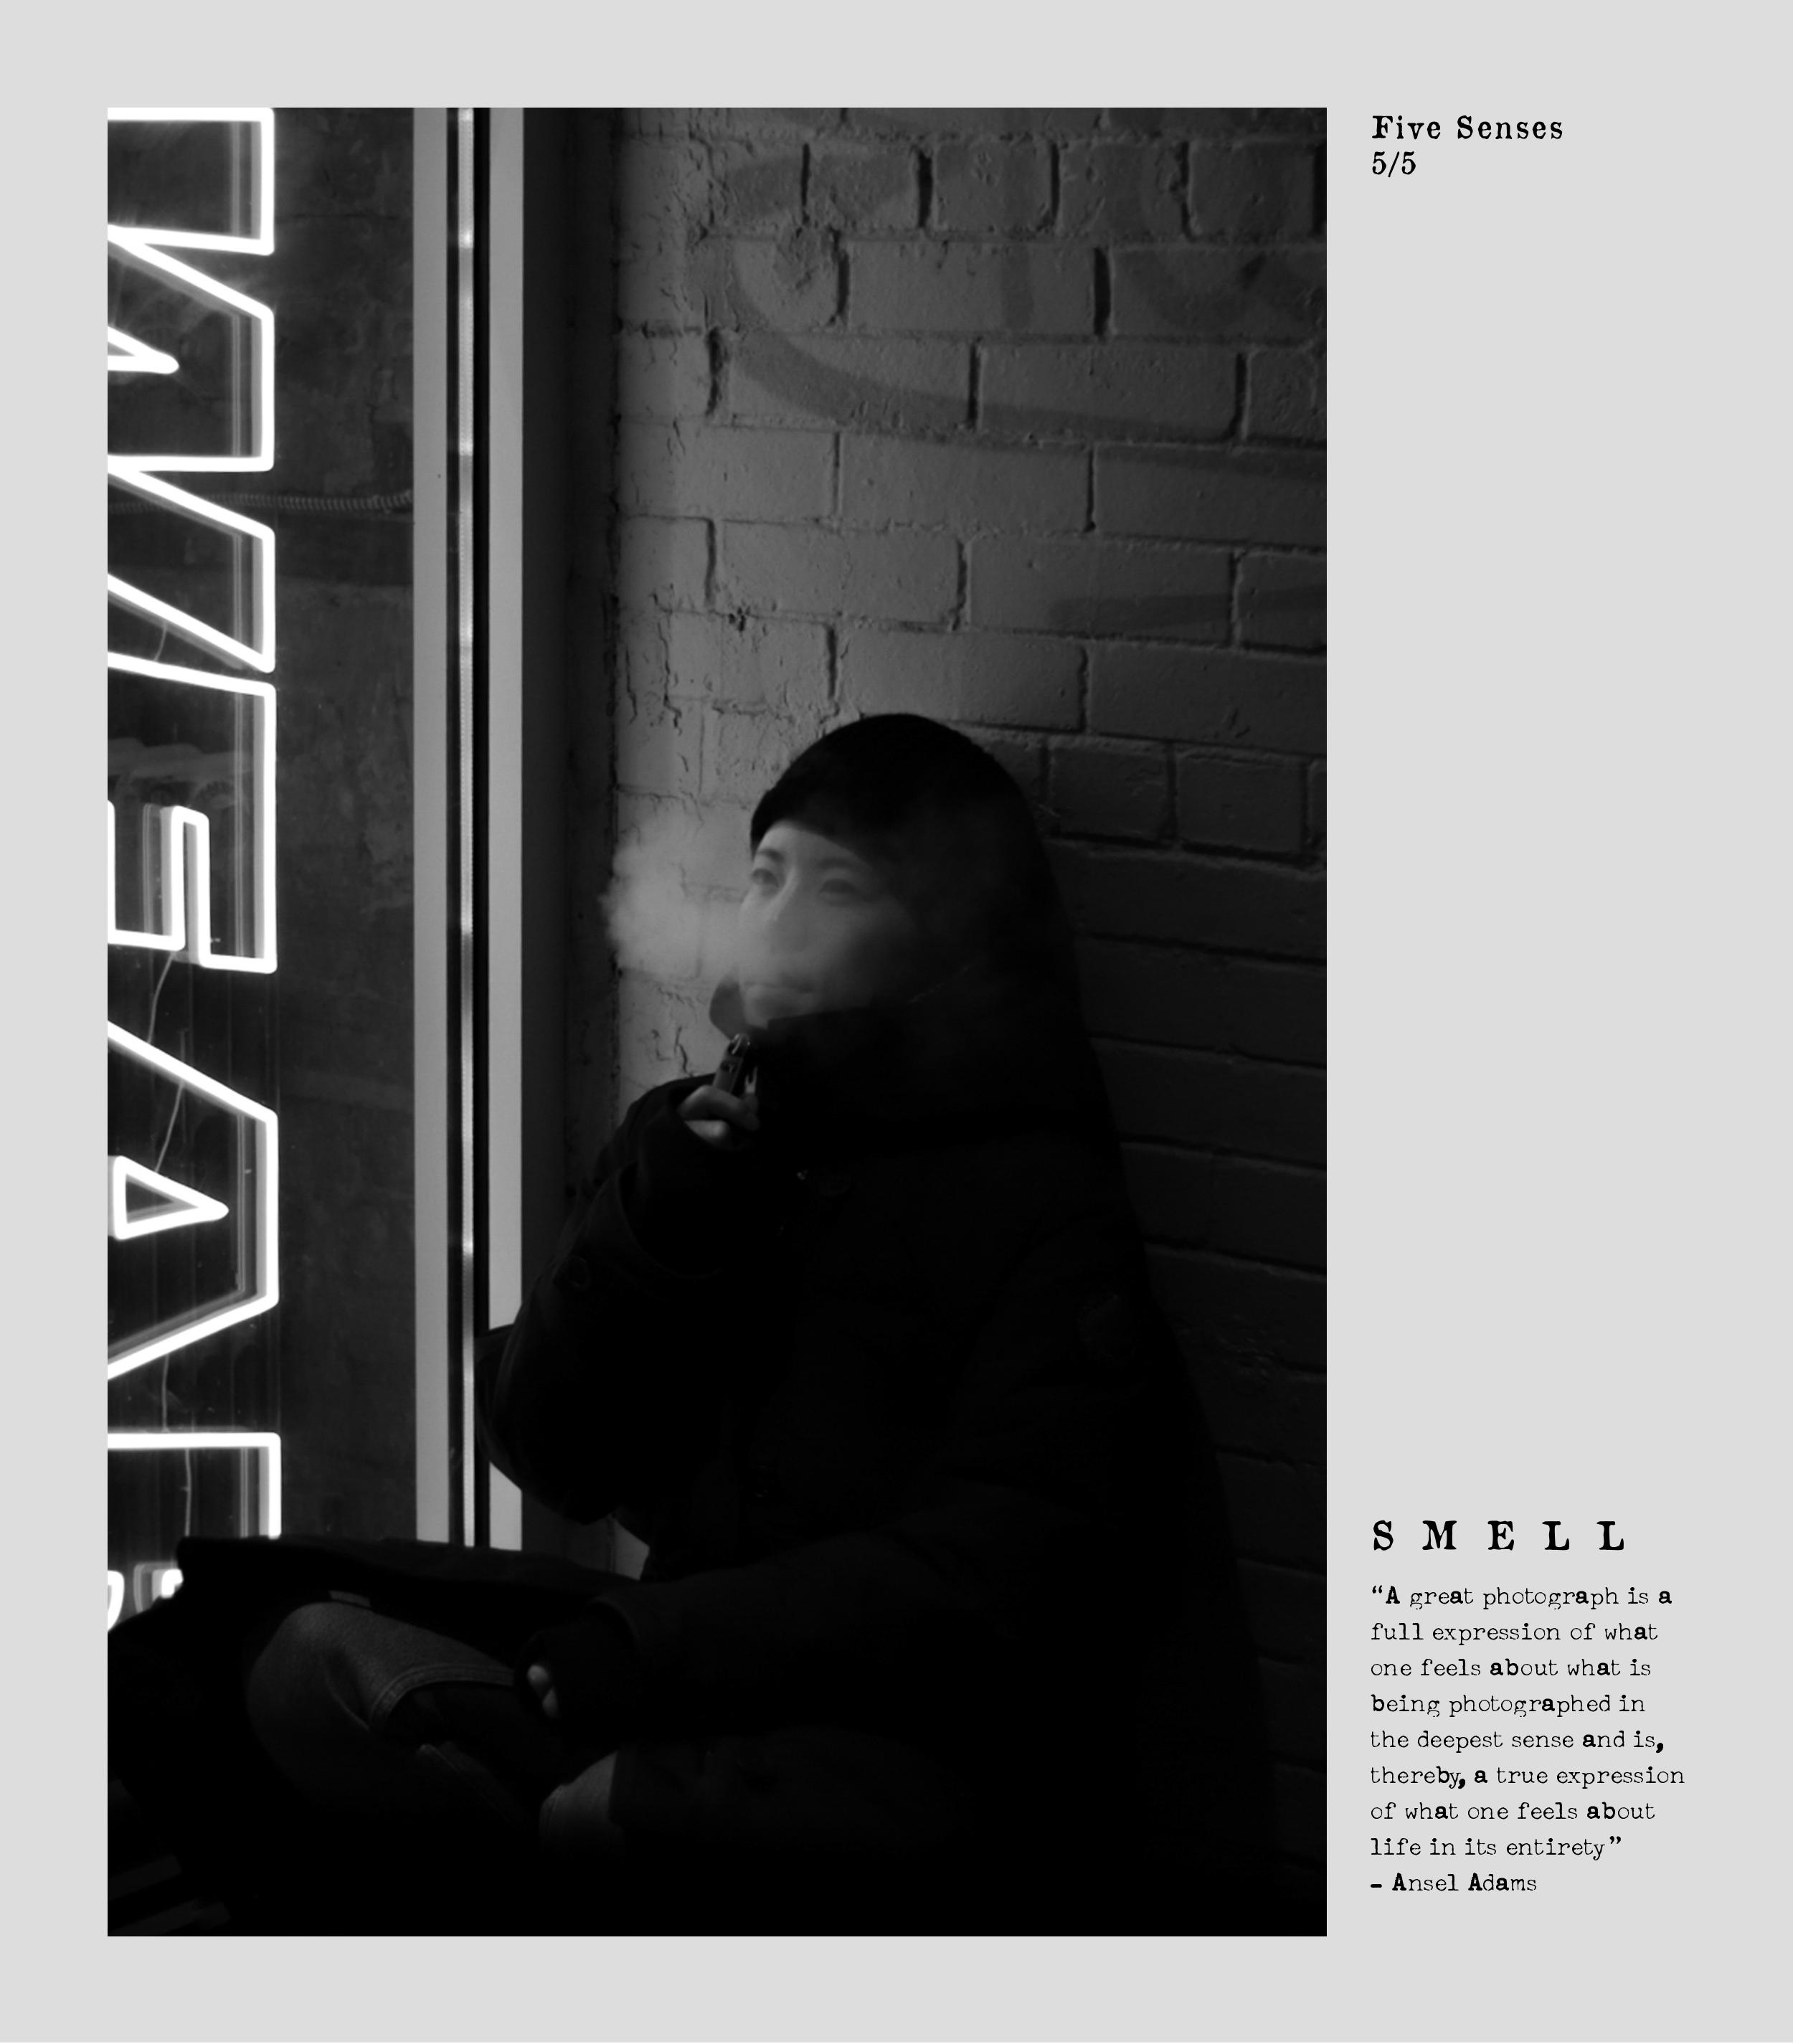 Five Senses
5/5
S M E L L
“A great photograph is a
full expression of what
one feels about what is
being photographed in
the deepest sense and is,
thereby, a true expression
of what one feels about
life in its entirety”
- Ansel Adams